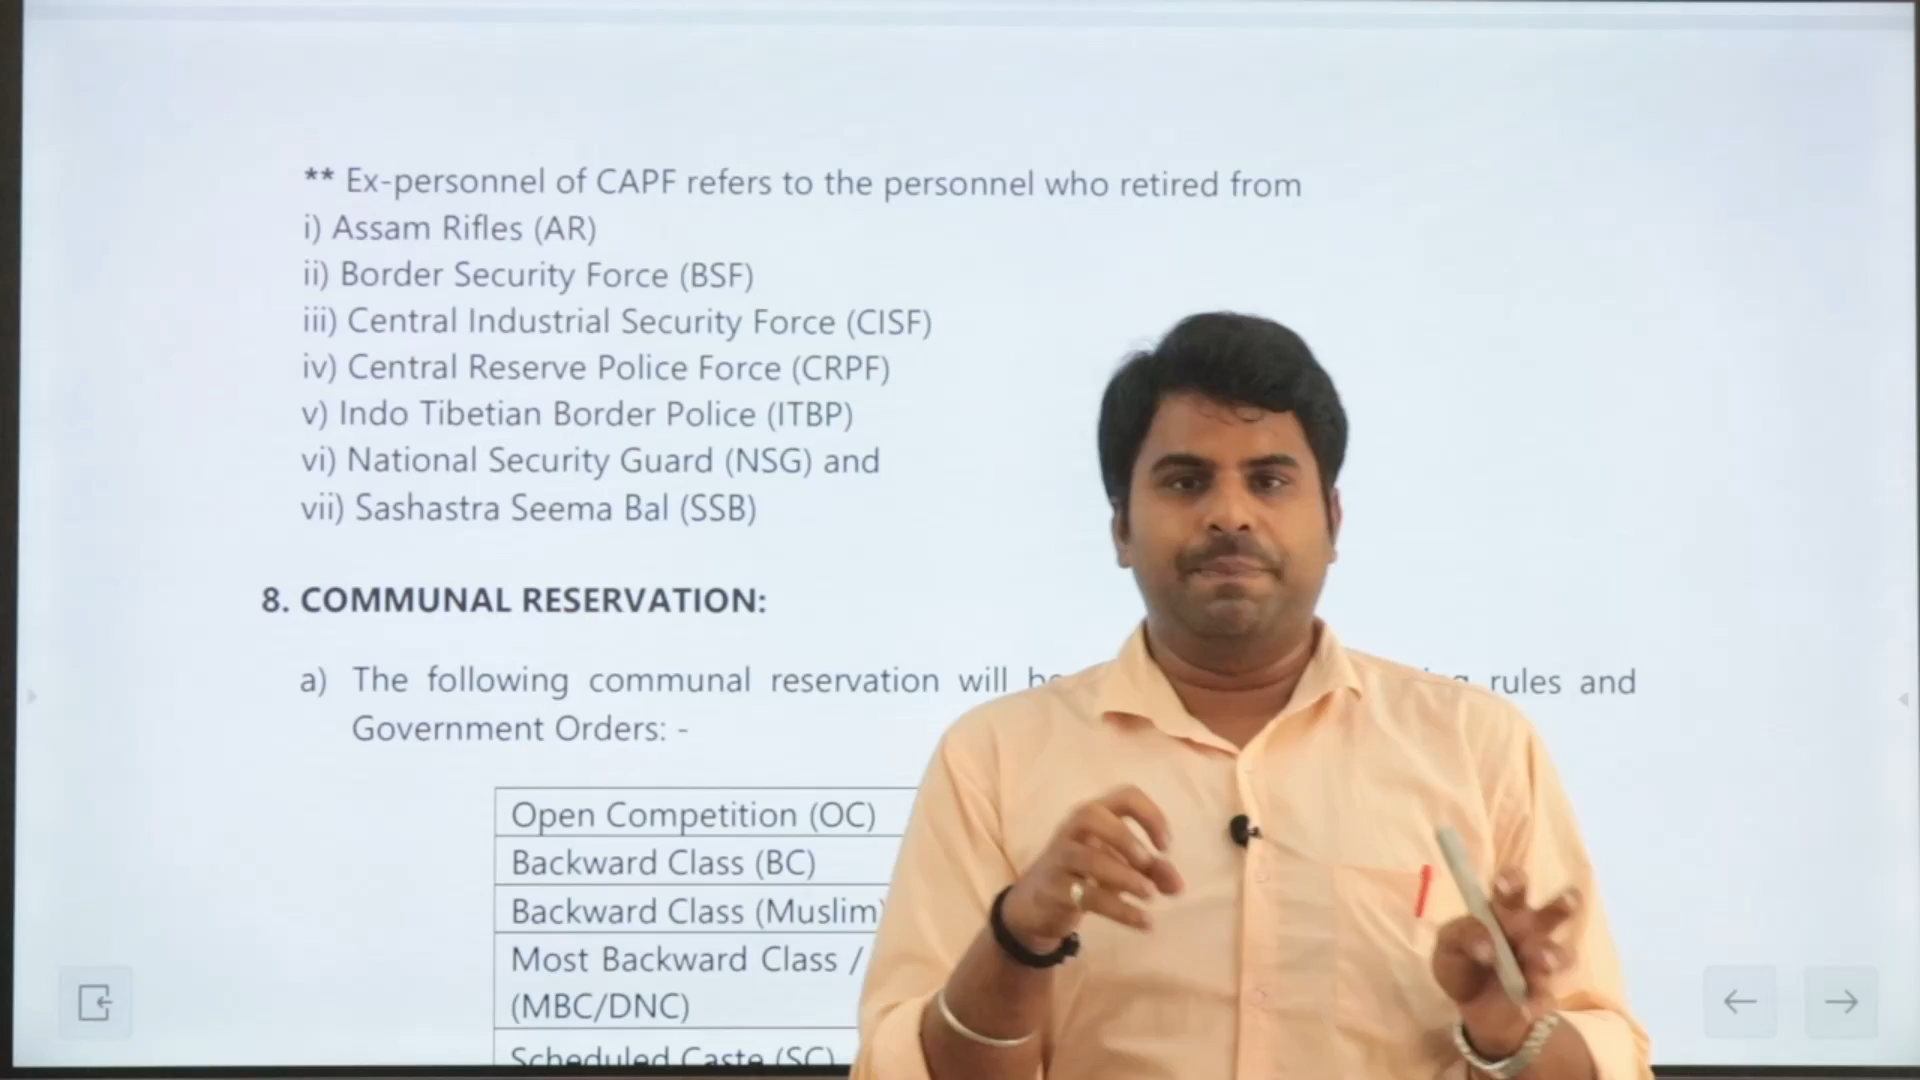 ** Ex-personnel of CAPF refers to the personnel who retired from
i) Assam Rifles (AR)
ii) Border Security Force (BSF)
iii) Central Industrial Security Force (CISF)
iv) Central Reserve Police Force (CRPF)
v) Indo Tibetian Border Police (ITBP)
vi) National Security Guard (NSG) and
vii) Sashastra Seema Bal (SSB)
8. COMMUNAL RESERVATION:
a) The following communal reservation will rules and
Government Orders: -
Open Competition (OC)
Backward Class (BC)
Backward Class (Muslim)
Most Backward Class /
(MBC/DNC)
Scheduled Caste (SC)